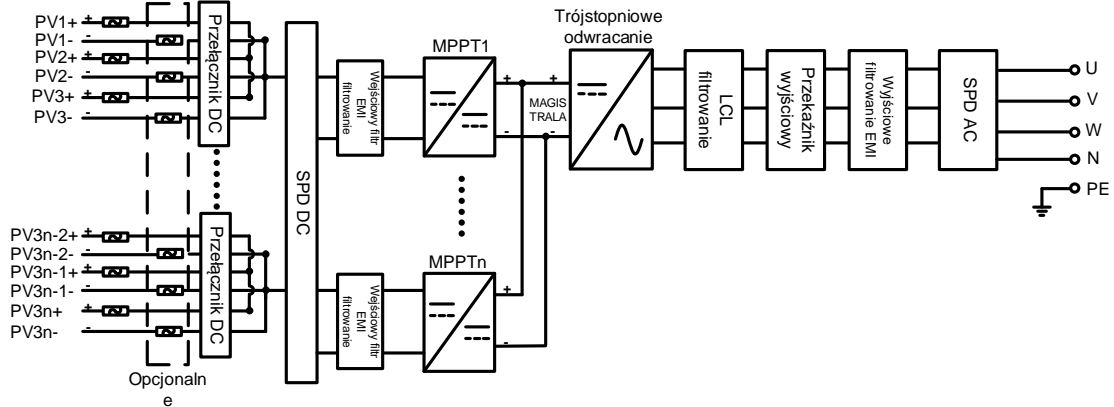 PV1+
PV1-
PV2+
PV2-
PV3+
PV3-
Przełącznik DC
PV3n-2+
PV3n-2-
PV3n-1+
PV3n-1-
PV3n+
PV3n-
Przełącznik DC
Opcjonaln
e
SPD DC
Wejściowy filtr
EMI
filtrowanie
Wejściowy filtr
EMI
filtrowanie
MPPT1
MPPTn
MAGIS
TRALA
Trójstopniowe
odwracanie
LCL
filtrowanie
Przekaźnik
wyjściowy
Wyjściowe
filtrowanie EMI
SPD AC
U
V
W
N
PE